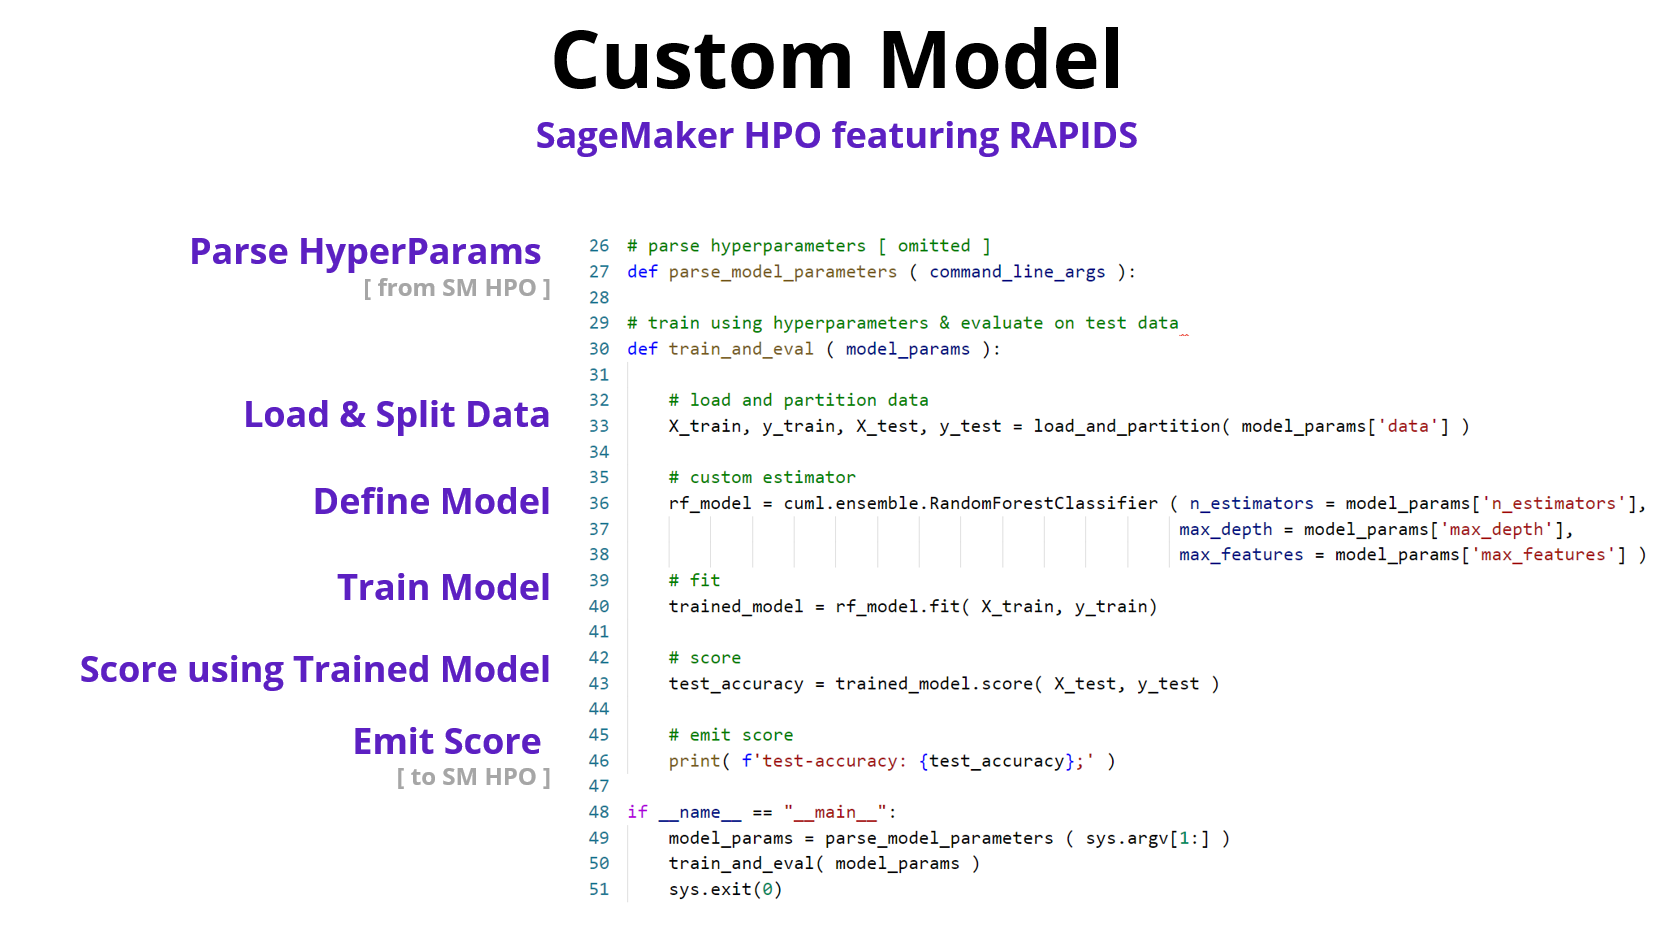 Custom Model
SageMaker HPO featuring RAPIDS
Parse HyperParams
[ from SM HPO ]
Load & Split Data
Define Model
Train Model
Score using Trained Model
Emit Score
[ to SM HPO ]
26 # parse hyperparameters [ omitted ]
27 def parse_model_parameters ( command_line_args ):
28
29 # train using hyperparameters & evaluate on test data
30 def train_and_eval ( model_params ):
31
32     # load and partition data
33     X_train, y_train, X_test, y_test = load_and_partition( model_params['data'] )
34
35     # custom estimator
36     rf_model = cuml.ensemble.RandomForestClassifier ( n_estimators = model_params['n_estimators'],
37                                                      max_depth = model_params['max_depth'],
38                                                      max_features = model_params['max_features'] )
39     # fit
40     trained_model = rf_model.fit( X_train, y_train)
41
42     # score
43     test_accuracy = trained_model.score( X_test, y_test )
44
45     # emit score
46     print( f'test-accuracy: {test_accuracy};' )
47
48 if __name__ == "__main__":
49     model_params = parse_model_parameters ( sys.argv[1:] )
50     train_and_eval( model_params )
51     sys.exit(0)